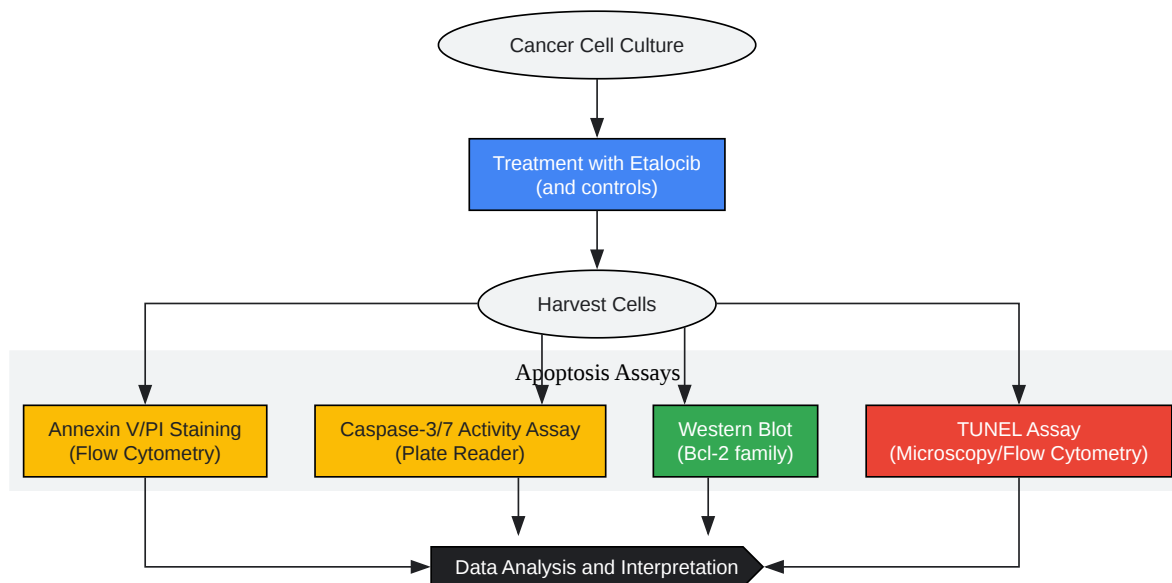 Cancer Cell Culture
Treatment with Etalocib
(and controls)
Harvest Cells
Apoptosis Assays
Annexin V/PI Staining
(Flow Cytometry)
Caspase-3/7 Activity Assay
(Plate Reader)
Western Blot
(Bcl-2 family)
TUNEL Assay
(Microscopy/Flow Cytometry)
Data Analysis and Interpretation